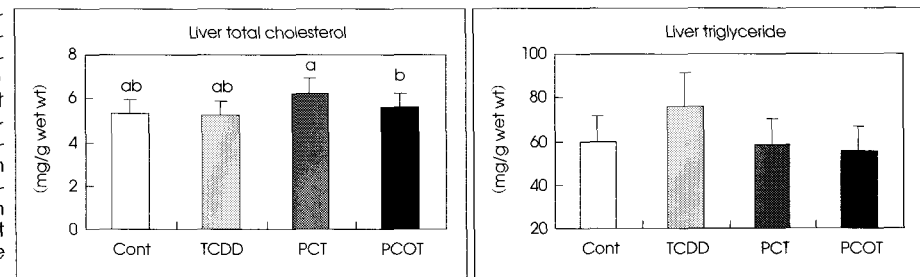 Liver total cholesterol
(mg/g wet wt)
8
6
4
2
0
ab
ab
a
b
Cont
TCDD
PCT
PCOT
Liver triglyceride
(mg/g wet wt)
100
80
60
40
20
Cont
TCDD
PCT
PCOT